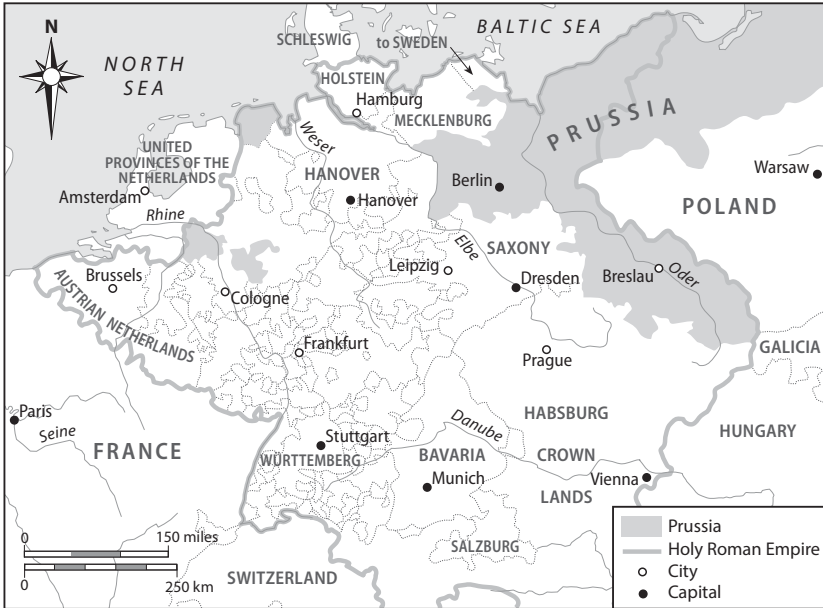 BALTIC SEA
SCHLESWIG
to SWEDEN
N
NORTH
SEA
HOLSTEIN
Hamburg
MECKLENBURG
PRUSSIA
Weser
UNITED
PROVINCES OF THE
NETHERLANDS
HANOVER
Berlin
Warsaw
Amsterdam
Hanover
POLAND
Rhine
Elbe
SAXONY
Brussels
Leipzig
Breslau
Oder
Dresden
AUSTRIAN NETHERLANDS
Cologne
Frankfurt
Prague
GALICIA
Paris
HABSBURG
Seine
Danube
HUNGARY
FRANCE
Stuttgart
WÜRTTEMBERG
BAVARIA
CROWN
Munich
Vienna
LANDS
0
150 miles
Prussia
SALZBURG
Holy Roman Empire
City
0
250 km
SWITZERLAND
Capital